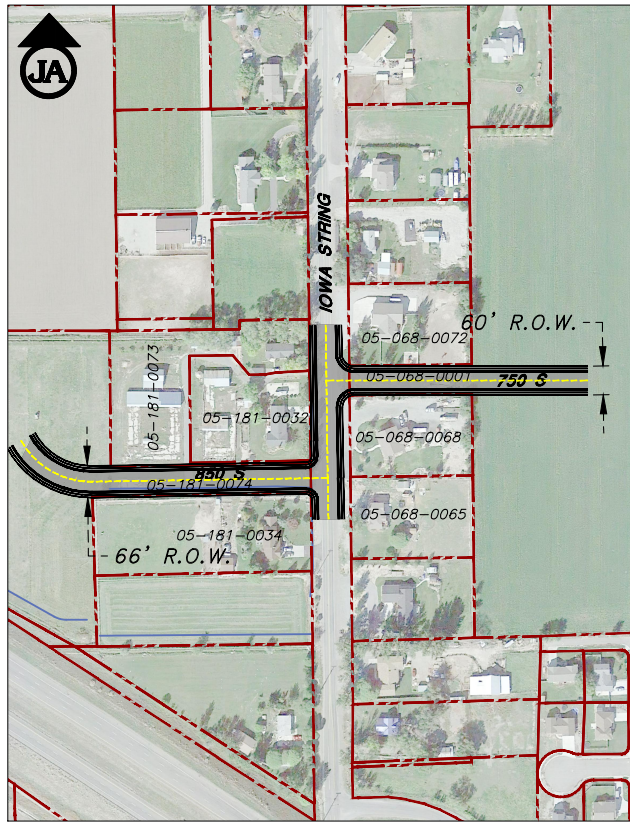 JA
IOWA STRING
60' R.O.W.
05-068-0072
05-068-0001
750 S
05-181-0073
05-181-0032
05-068-0068
850 S
05-181-0074
05-068-0065
05-181-0034
66' R.O.W.